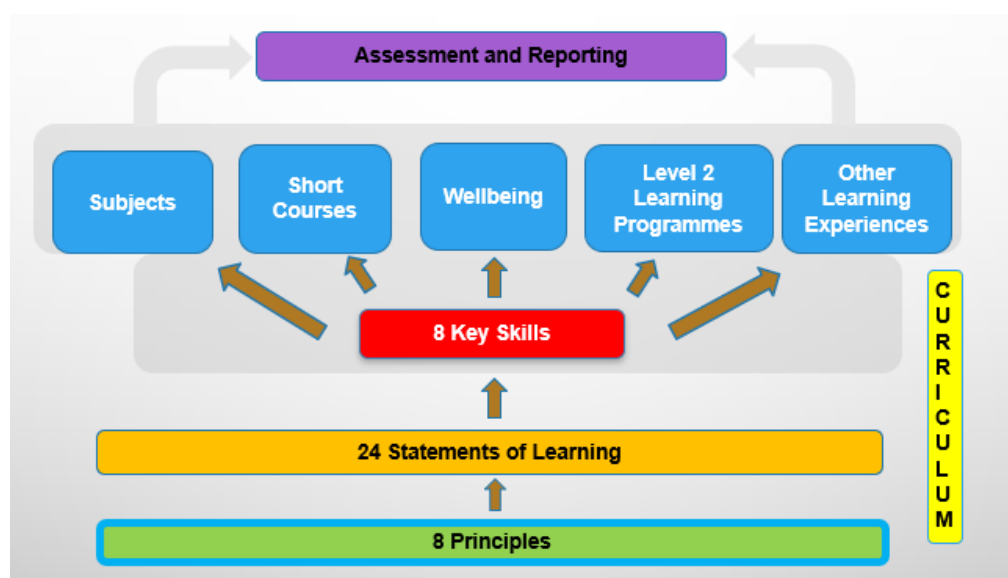 Assessment and Reporting
Subjects
Short
Courses
Wellbeing
Level 2
Learning
Programmes
Other
Learning
Experiences
8 Key Skills
24 Statements of Learning
8 Principles
CURRICULUM